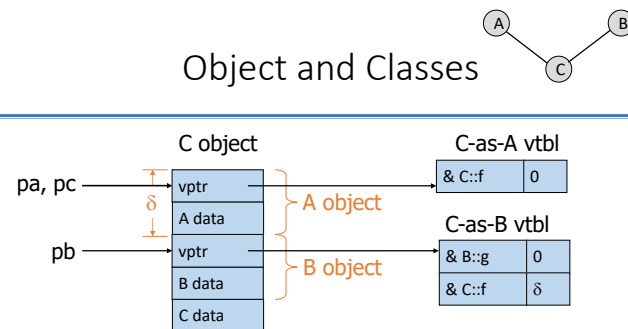 A
B
C
Object and Classes
C object
C-as-A vtbl
pa, pc
vptr
& C::f
0
δ
A object
A data
C-as-B vtbl
pb
vptr
& B::g
0
B object
B data
& C::f
δ
C data